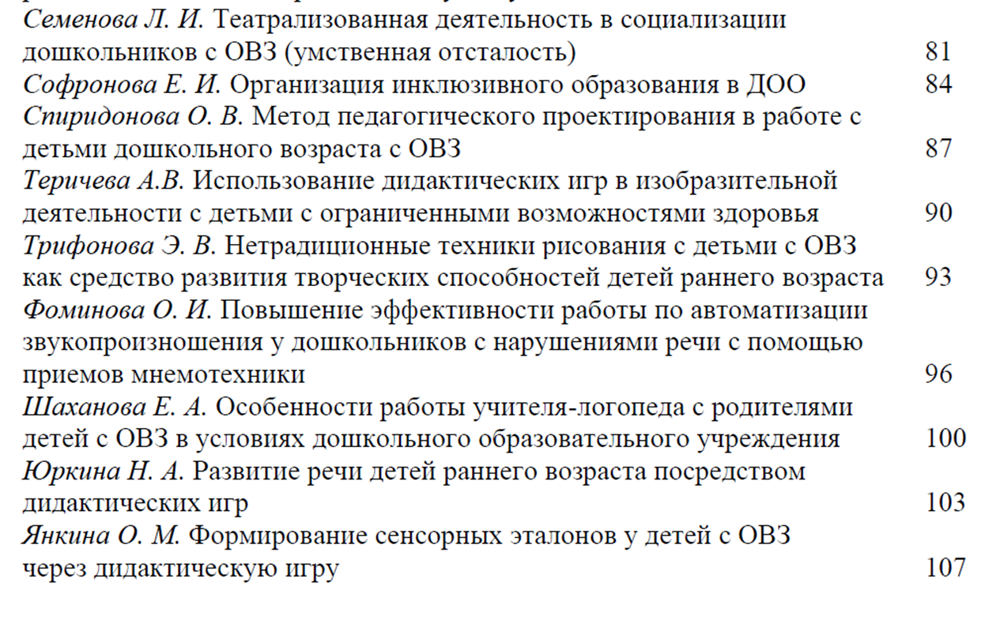 Семенова Л. И. Театрализованная деятельность в социализации
дошкольников с ОВЗ (умственная отсталость) 81
Софронова Е. И. Организация инклюзивного образования в ДОО 84
Спиридонова О. В. Метод педагогического проектирования в работе с
детьми дошкольного возраста с ОВЗ 87
Теричева А.В. Использование дидактических игр в изобразительной
деятельности с детьми с ограниченными возможностями здоровья 90
Трифонова Э. В. Нетрадиционные техники рисования с детьми с ОВЗ
как средство развития творческих способностей детей раннего возраста 93
Фоминова О. И. Повышение эффективности работы по автоматизации
звукопроизношения у дошкольников с нарушениями речи с помощью
приемов мнемотехники 96
Шаханова Е. А. Особенности работы учителя-логопеда с родителями
детей с ОВЗ в условиях дошкольного образовательного учреждения 100
Юркина Н. А. Развитие речи детей раннего возраста посредством
дидактических игр 103
Янкина О. М. Формирование сенсорных эталонов у детей с ОВЗ
через дидактическую игру 107